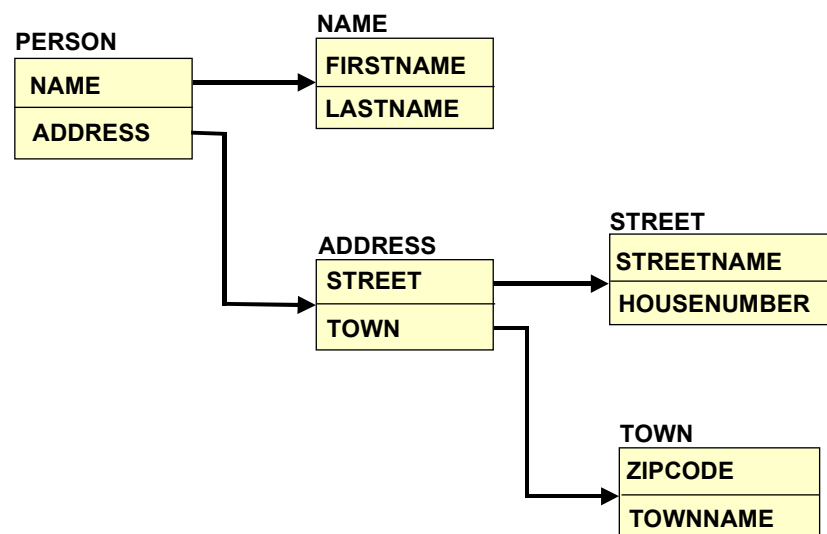 PERSON
NAME
ADDRESS
NAME
FIRSTNAME
LASTNAME
ADDRESS
STREET
TOWN
STREET
STREETNAME
HOUSENUMBER
TOWN
ZIPCODE
TOWNNAME